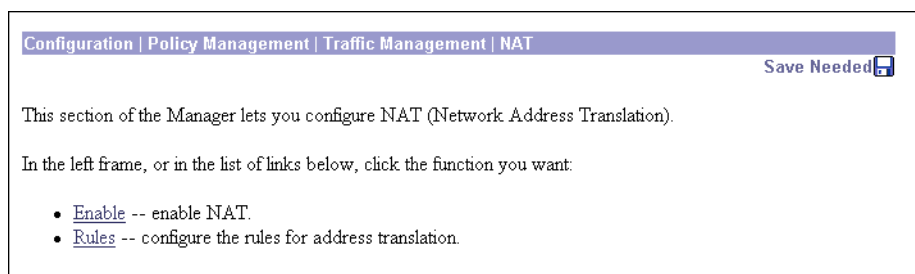 Configuration | Policy Management | Traffic Management | NAT
Save Needed
This section of the Manager lets you configure NAT (Network Address Translation).
In the left frame, or in the list of links below, click the function you want:
• Enable -- enable NAT.
• Rules -- configure the rules for address translation.